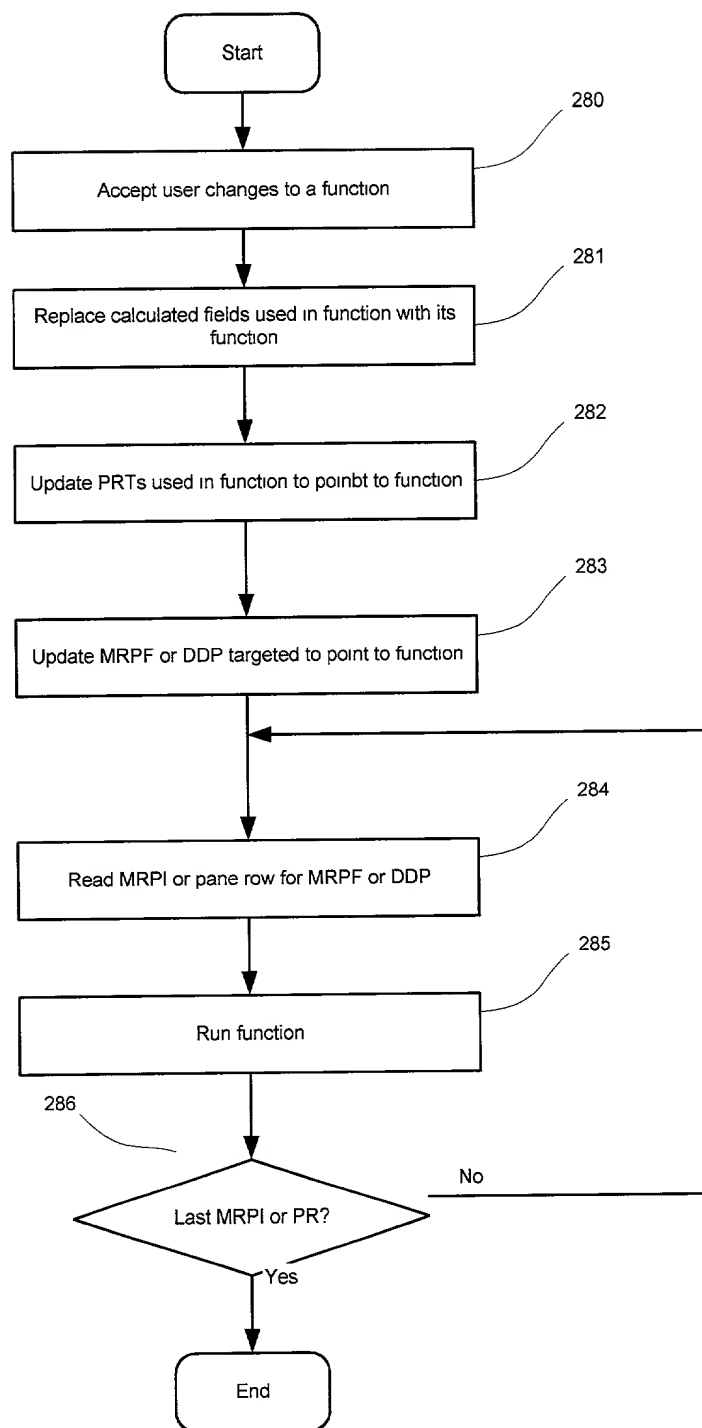 Start
280
Accept user changes to a function
281
Replace calculated fields used in function with its
function
282
Update PRTs used in function to poinbt to function
283
Update MRPF or DDP targeted to point to function
284
Read MRPI or pane row for MRPF or DDP
285
Run function
286
No
Last MRPI or PR?
Yes
End